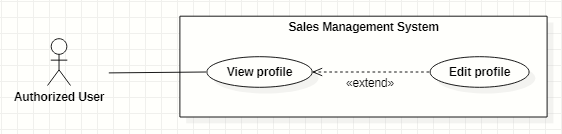 Sales Management System
View profile
Edit profile
«extend»
Authorized User